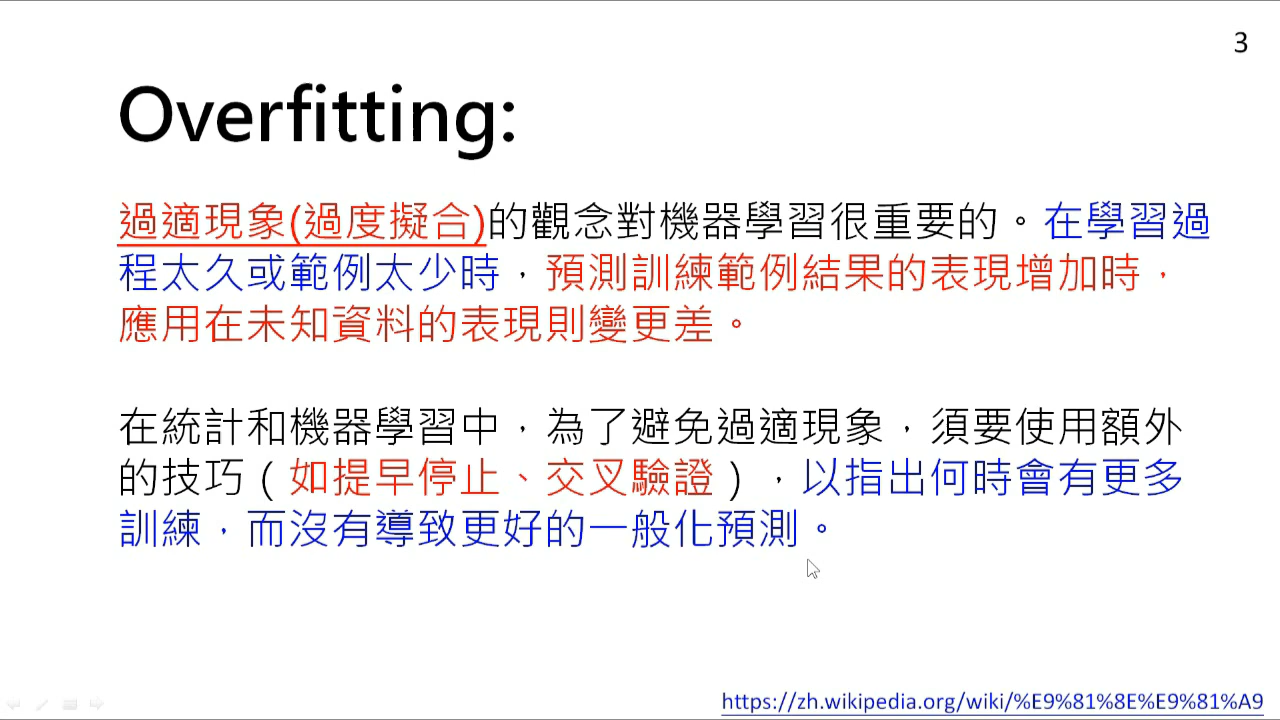 3
Overfitting:
過適現象(過度擬合)的觀念對機器學習很重要的。在學習過
程太久或範例太少時，預測訓練範例結果的表現增加時，
應用在未知資料的表現則變更差。
在統計和機器學習中，為了避免過適現象，須要使用額外
的技巧（如提早停止、交叉驗證），以指出何時會有更多
訓練，而沒有導致更好的一般化預測。
https://zh.wikipedia.org/wiki/%E9%81%8E%E9%81%A9